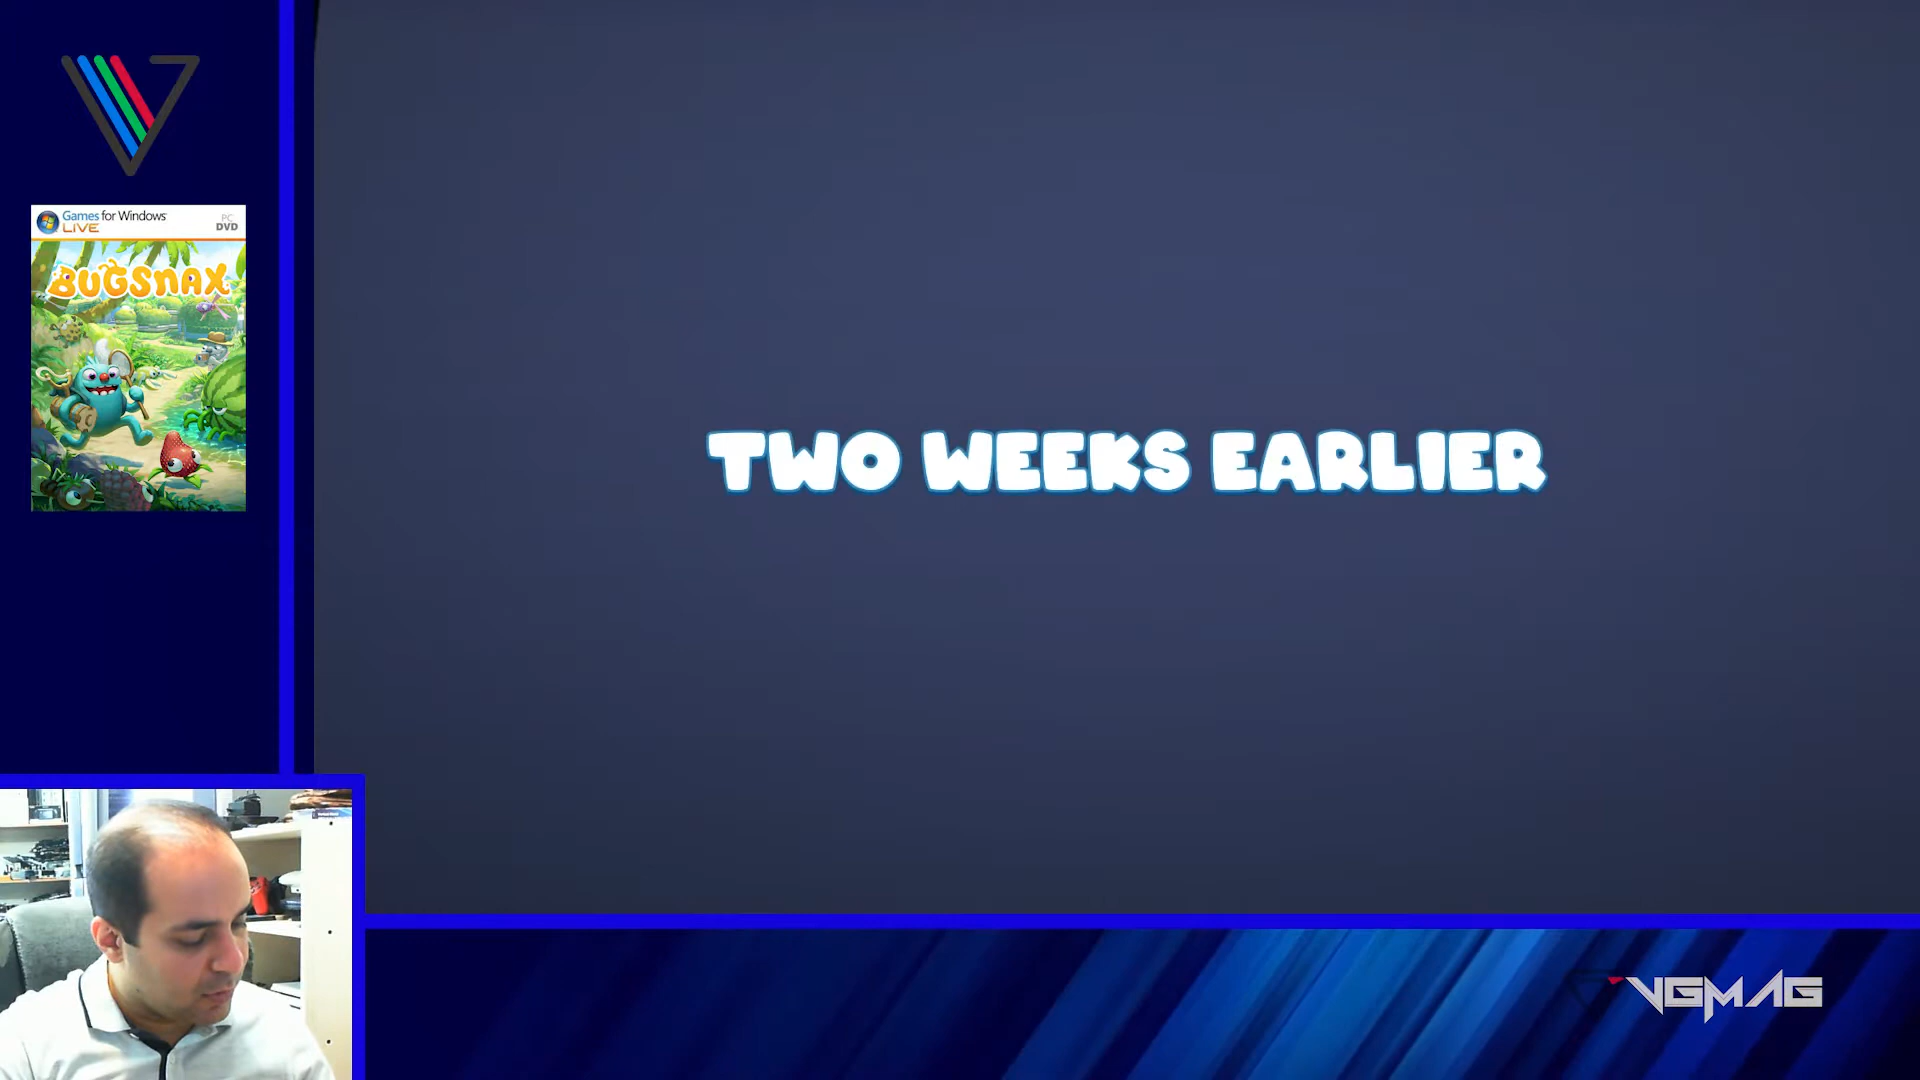 Games for Windows
LIVE
PC
DVD
BUGSNAX
TWO WEEKS EARLIER
VGMAG